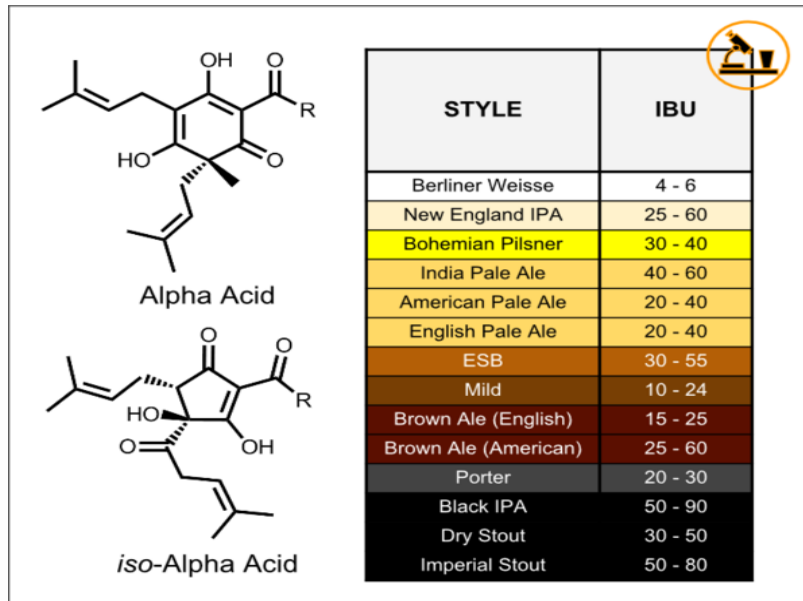 OH
O
R
HO
O
Alpha Acid
O
O
R
HO
O
OH
iso-Alpha Acid
STYLE IBU
Berliner Weisse 4 - 6
New England IPA 25 - 60
Bohemian Pilsner 30 - 40
India Pale Ale 40 - 60
American Pale Ale 20 - 40
English Pale Ale 20 - 40
ESB 30 - 55
Mild 10 - 24
Brown Ale (English) 15 - 25
Brown Ale (American) 25 - 60
Porter 20 - 30
Black IPA 50 - 90
Dry Stout 30 - 50
Imperial Stout 50 - 80